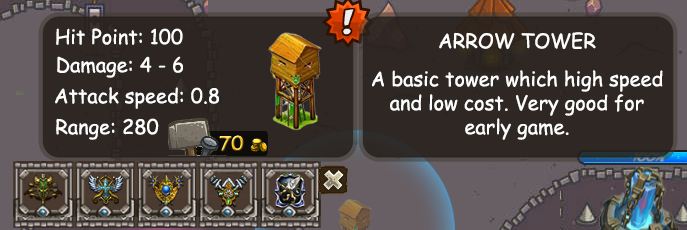 Hit Point: 100
Damage: 4 - 6
Attack speed: 0.8
Range: 280
70
ARROW TOWER
A basic tower which high speed
and low cost. Very good for
early game.